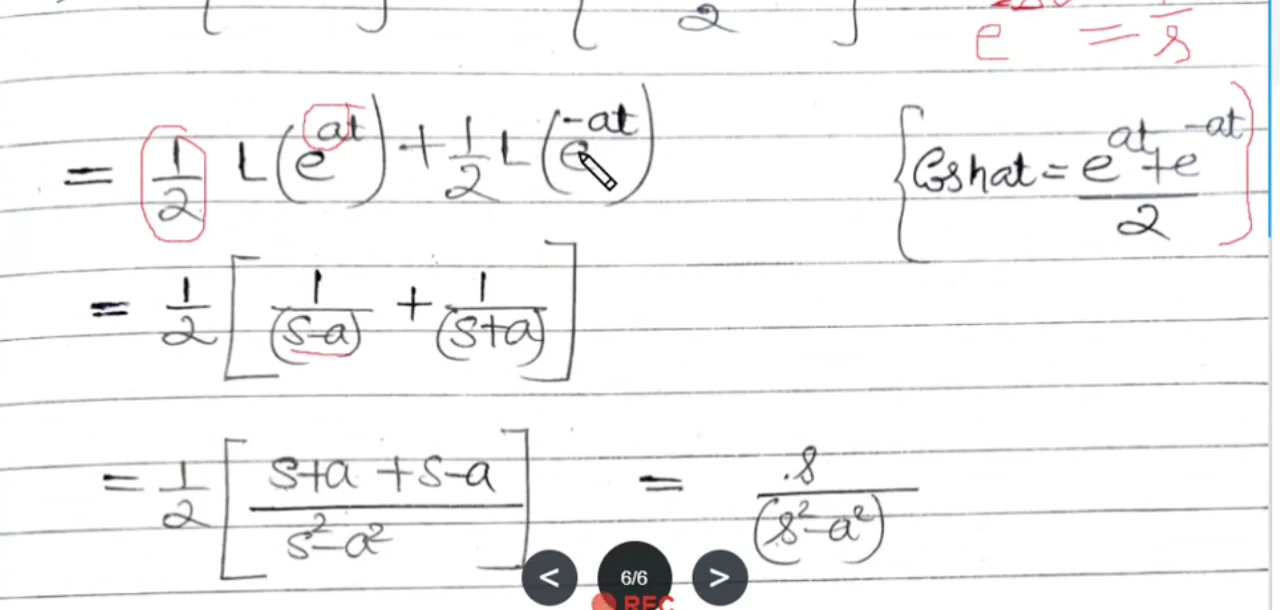 2
e = 1/s
= 1/2 L(e^at) + 1/2 L(e^-at)
{Coshat = (e^at + e^-at)/2}
= 1/2 [1/(s-a) + 1/(s+a)]
= 1/2 [(s+a+s-a)/(s²-a²)] = s/(s²-a²)
< 6/6 >
REC